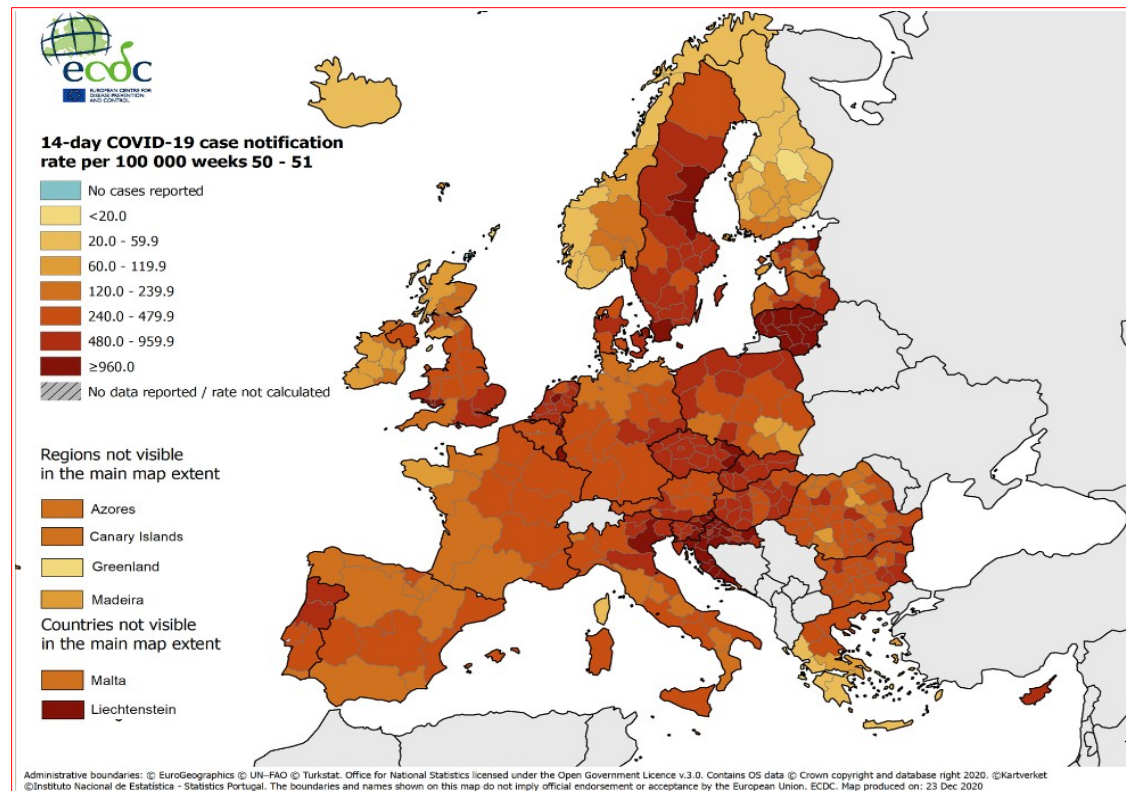 ecdc
EUROPEAN CENTRE FOR
DISEASE PREVENTION
AND CONTROL
14-day COVID-19 case notification
rate per 100 000 weeks 50 - 51
No cases reported
<20.0
20.0 - 59.9
60.0 - 119.9
120.0 - 239.9
240.0 - 479.9
480.0 - 959.9
≥960.0
No data reported / rate not calculated
Regions not visible
in the main map extent
Azores
Canary Islands
Greenland
Madeira
Countries not visible
in the main map extent
Malta
Liechtenstein
Administrative boundaries: © EuroGeographics © UN–FAO © Turkstat. Office for National Statistics licensed under the Open Government Licence v.3.0. Contains OS data © Crown copyright and database right 2020. ©Kartverket
©Instituto Nacional de Estatística - Statistics Portugal. The boundaries and names shown on this map do not imply official endorsement or acceptance by the European Union. ECDC. Map produced on: 23 Dec 2020